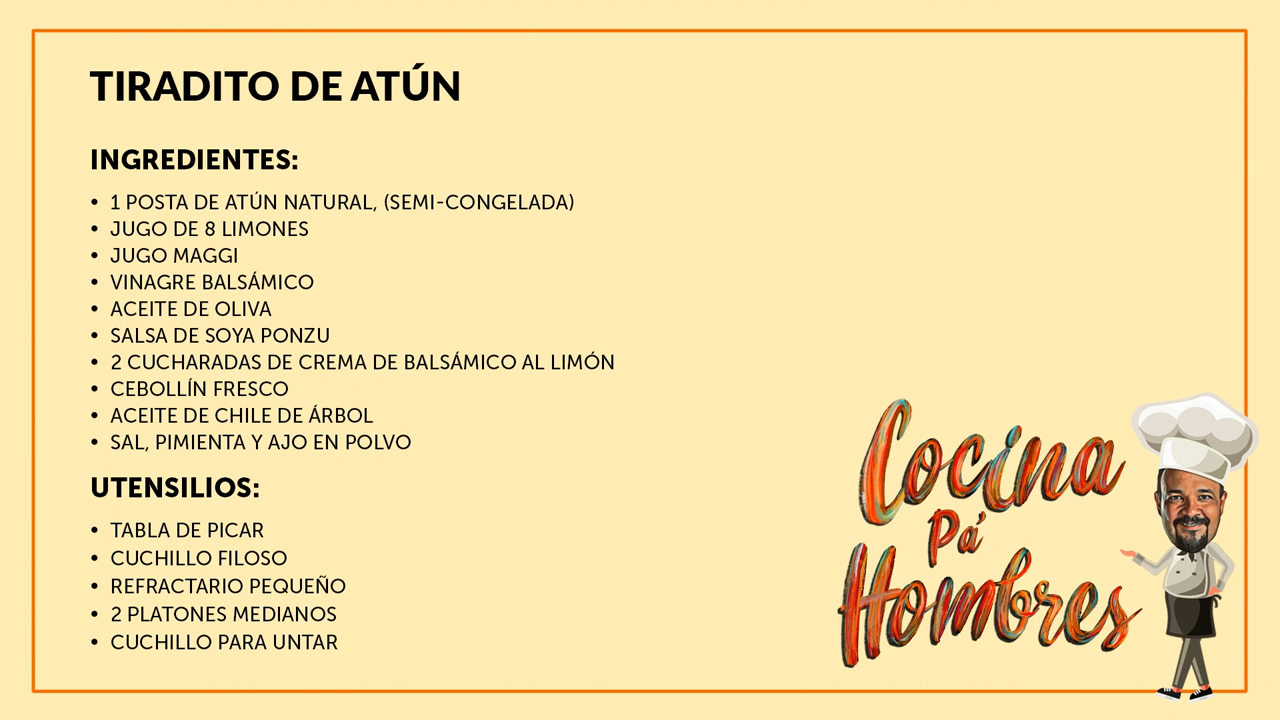 TIRADITO DE ATÚN
INGREDIENTES:
• 1 POSTA DE ATÚN NATURAL, (SEMI-CONGELADA)
• JUGO DE 8 LIMONES
• JUGO MAGGI
• VINAGRE BALSÁMICO
• ACEITE DE OLIVA
• SALSA DE SOYA PONZU
• 2 CUCHARADAS DE CREMA DE BALSÁMICO AL LIMÓN
• CEBOLLÍN FRESCO
• ACEITE DE CHILE DE ÁRBOL
• SAL, PIMIENTA Y AJO EN POLVO
UTENSILIOS:
• TABLA DE PICAR
• CUCHILLO FILOSO
• REFRACTARIO PEQUEÑO
• 2 PLATONES MEDIANOS
• CUCHILLO PARA UNTAR
Cocina
Pá'
Hombres